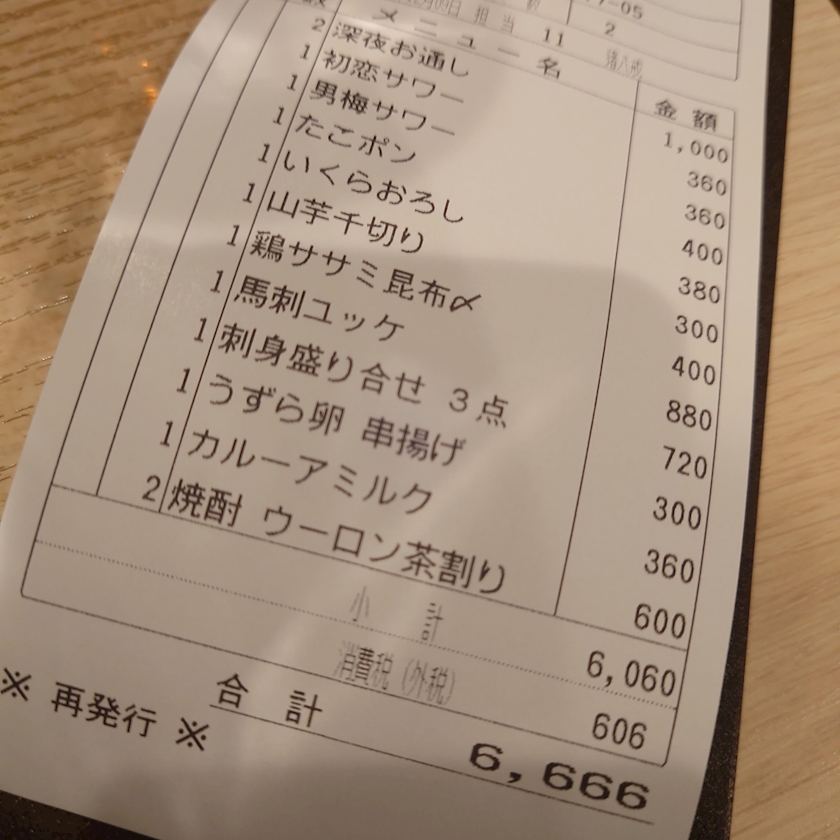 担当 11
2
数 メニュー名 金額
2 深夜お通し 1,000
1 初恋サワー 360
1 男梅サワー 360
1 たこポン 400
1 いくらおろし 380
1 山芋千切り 300
1 鶏ササミ昆布〆 400
1 馬刺ユッケ 880
1 刺身盛り合せ 3点 720
1 うずら卵 串揚げ 300
1 カルーアミルク 360
2 焼酎 ウーロン茶割り 600
小計 6,060
消費税(外税) 606
合計 6,666
※ 再発行 ※